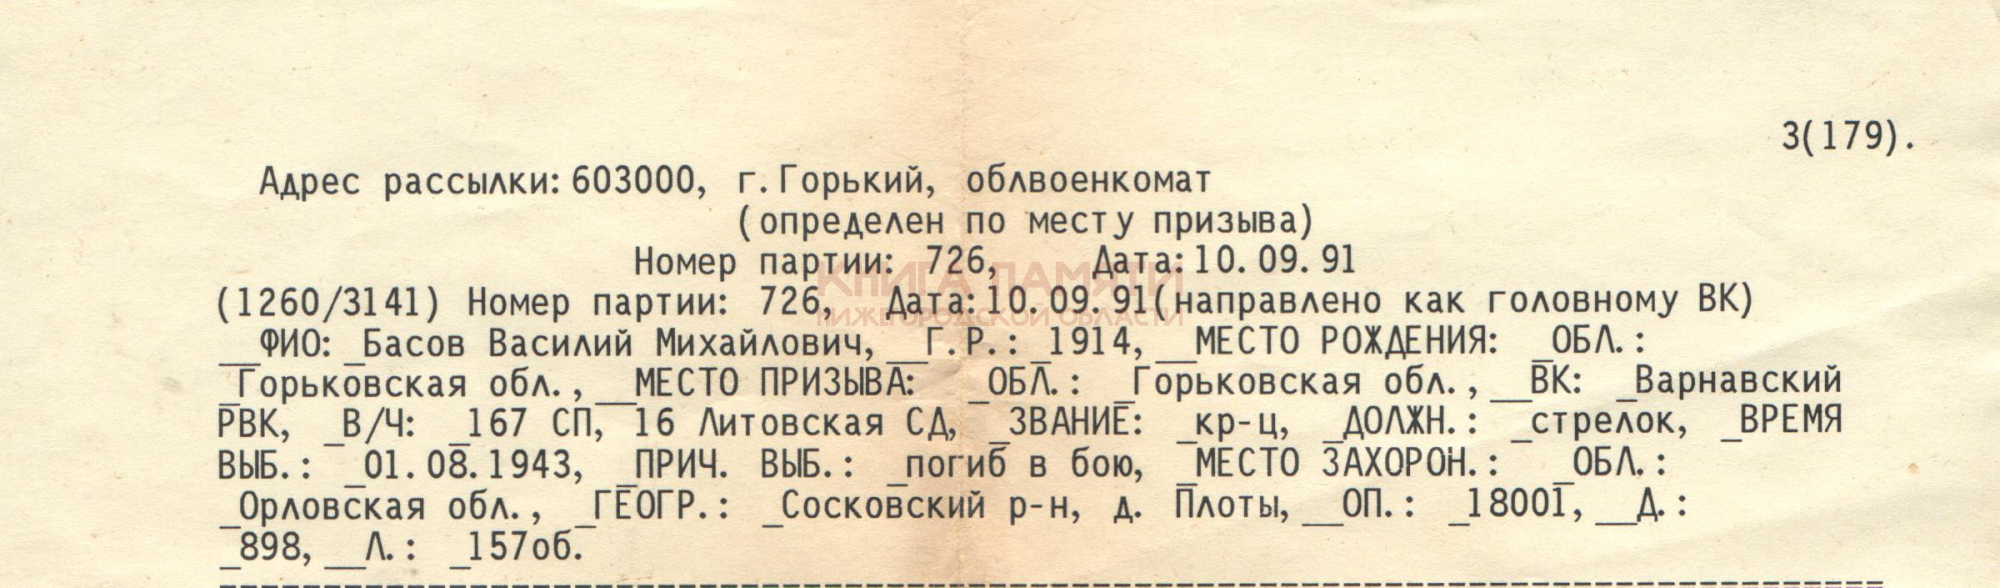 3(179).
Адрес рассылки: 603000, г. Горький, облвоенкомат
(определен по месту призыва)
Номер партии: 726, Дата: 10.09.91
КНИГА ПАМЯТИ
(1260/3141) Номер партии: 726, Дата: 10.09.91(направлено как головному ВК)
НИЖЕГОРОДСКОЙ ОБЛАСТИ
__ФИО: _Басов Василий Михайлович, __Г.Р.: _1914, __МЕСТО РОЖДЕНИЯ: _ОБЛ.:
_Горьковская обл., __МЕСТО ПРИЗЫВА: _ОБЛ.: _Горьковская обл., __ВК: _Варнавский
РВК, _В/Ч: _167 СП, 16 Литовская СД, _ЗВАНИЕ: _кр-ц, _ДОЛЖН.: _стрелок, _ВРЕМЯ
ВЫБ.: _01.08.1943, _ПРИЧ. ВЫБ.: _погиб в бою, _МЕСТО ЗАХОРОН.: _ОБЛ.:
_Орловская обл., _ГЕОГР.: _Сосковский р-н, д. Плоты, __ОП.: _18001, __Д.:
_898, __Л.: _157об.